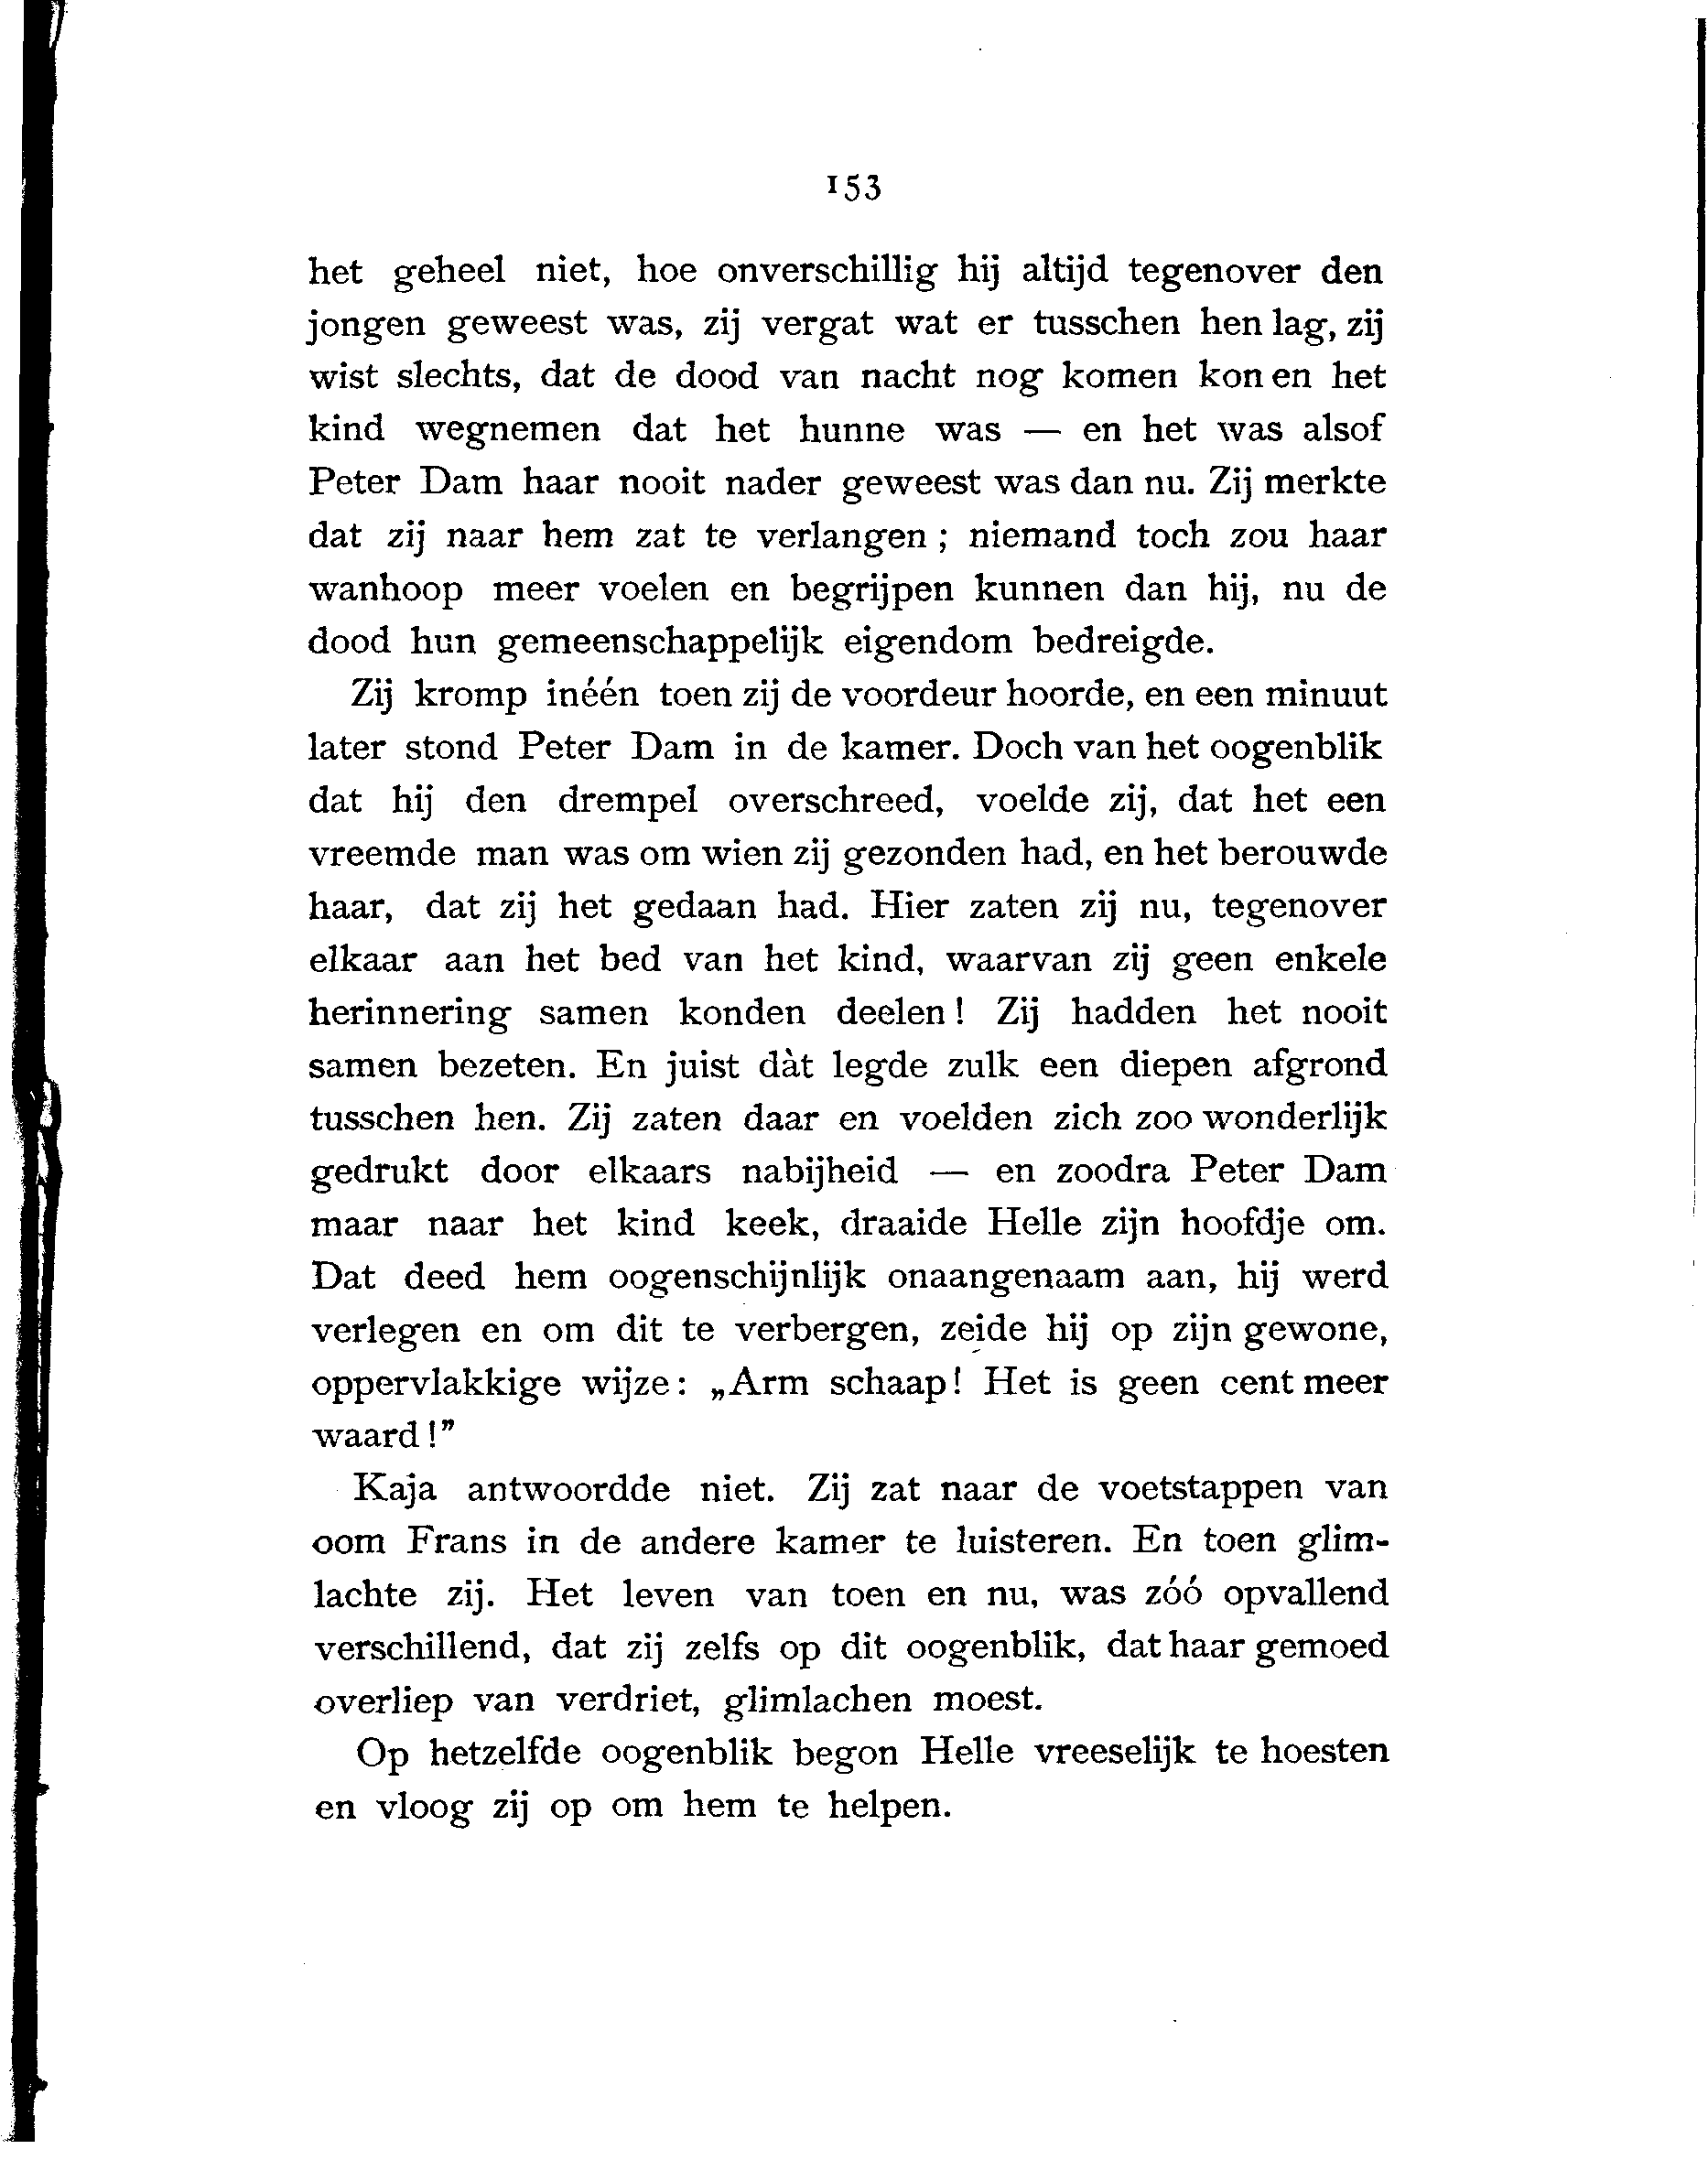 153
het geheel niet, hoe onverschillig hij altijd tegenover den
jongen geweest was, zij vergat wat er tusschen hen lag, zij
wist slechts, dat de dood van nacht nog komen kon en het
kind wegnemen dat het hunne was — en het was alsof
Peter Dam haar nooit nader geweest was dan nu. Zij merkte
dat zij naar hem zat te verlangen ; niemand toch zou haar
wanhoop meer voelen en begrijpen kunnen dan hij, nu de
dood hun gemeenschappelijk eigendom bedreigde.
Zij kromp inéén toen zij de voordeur hoorde, en een minuut
later stond Peter Dam in de kamer. Doch van het oogenblik
dat hij den drempel overschreed, voelde zij, dat het een
vreemde man was om wien zij gezonden had, en het berouwde
haar, dat zij het gedaan had. Hier zaten zij nu, tegenover
elkaar aan het bed van het kind, waarvan zij geen enkele
herinnering samen konden deelen ! Zij hadden het nooit
samen bezeten. En juist dàt legde zulk een diepen afgrond
tusschen hen. Zij zaten daar en voelden zich zoo wonderlijk
gedrukt door elkaars nabijheid — en zoodra Peter Dam
maar naar het kind keek, draaide Helle zijn hoofdje om.
Dat deed hem oogenschijnlijk onaangenaam aan, hij werd
verlegen en om dit te verbergen, zeide hij op zijn gewone,
oppervlakkige wijze : „Arm schaap! Het is geen cent meer
waard !”
Kaja antwoordde niet. Zij zat naar de voetstappen van
oom Frans in de andere kamer te luisteren. En toen glim-
lachte zij. Het leven van toen en nu, was zóó opvallend
verschillend, dat zij zelfs op dit oogenblik, dat haar gemoed
overliep van verdriet, glimlachen moest.
Op hetzelfde oogenblik begon Helle vreeselijk te hoesten
en vloog zij op om hem te helpen.